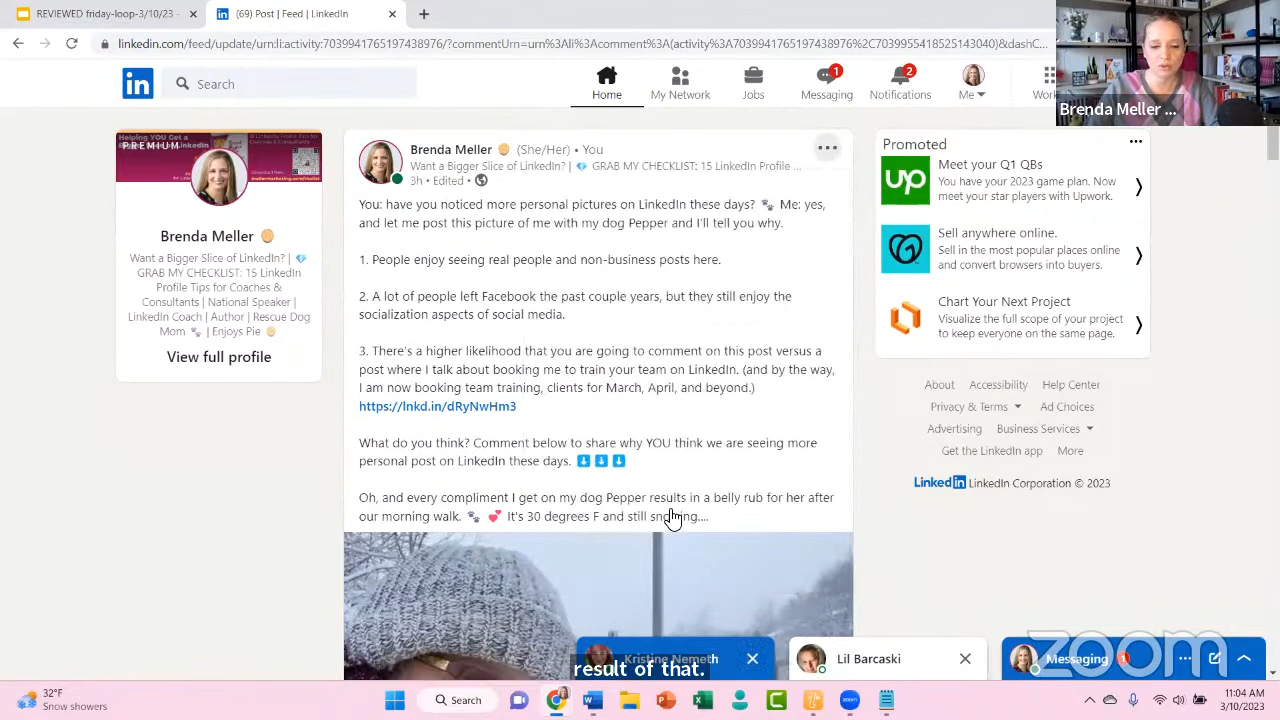 REVIEWED friday-loop-3/10/23 -
(69) Post | Feed | LinkedIn
linkedin.com/feed/update/urn:li:activity:7039941765197438976/?commentUrn=urn%3Ali%3Acomment%3A(activity%3A7039941765197438976%2C7039955418525143040)&dashC...
Search
Home
My Network
Jobs
1
Messaging
2
Notifications
Me
Brenda Meller ...
PREMIUM
Brenda Meller
Want a Bigger Slice of LinkedIn? |
GRAB MY CHECKLIST: 15 LinkedIn
Profile Tips for Coaches &
Consultants | National Speaker |
LinkedIn Coach | Author | Rescue Dog
Mom | Enjoys Pie
View full profile
Brenda Meller (She/Her) • You
Want a Bigger Slice of LinkedIn? | GRAB MY CHECKLIST: 15 LinkedIn Profile ...
3h • Edited •
You: have you noticed more personal pictures on LinkedIn these days? Me: yes,
and let me post this picture of me with my dog Pepper and I'll tell you why.
1. People enjoy seeing real people and non-business posts here.
2. A lot of people left Facebook the past couple years, but they still enjoy the
socialization aspects of social media.
3. There's a higher likelihood that you are going to comment on this post versus a
post where I talk about booking me to train your team on LinkedIn. (and by the way,
I am now booking team training, clients for March, April, and beyond.)
https://lnkd.in/dRyNwHm3
What do you think? Comment below to share why YOU think we are seeing more
personal post on LinkedIn these days.
Oh, and every compliment I get on my dog Pepper results in a belly rub for her after
our morning walk. It's 30 degrees F and still snowing....
Promoted
Meet your Q1 QBs
You have your 2023 game plan. Now
meet your star players with Upwork.
Sell anywhere online.
Sell in the most popular places online
and convert browsers into buyers.
Chart Your Next Project
Visualize the full scope of your project
to keep everyone on the same page.
About Accessibility Help Center
Privacy & Terms Ad Choices
Advertising Business Services
Get the LinkedIn app More
LinkedIn LinkedIn Corporation © 2023
Kristine Nemeth
Lil Barcaski
Messaging 1
zoom
result of that.
32°F
Snow showers
Search
11:04 AM
3/10/2023